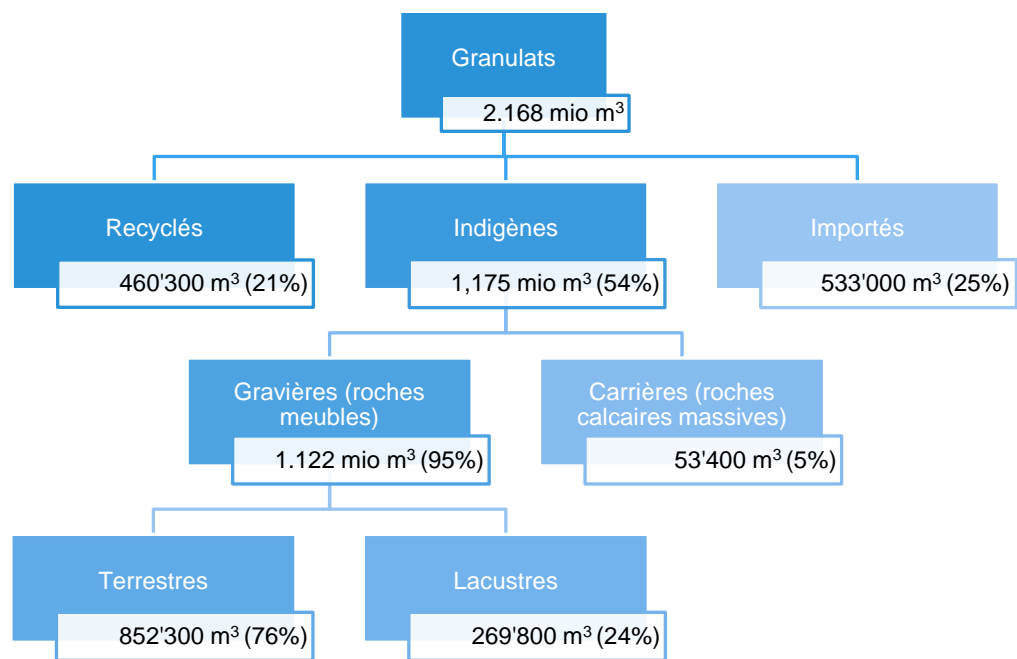 Granulats
2.168 mio m³
Recyclés
460'300 m³ (21%)
Indigènes
1,175 mio m³ (54%)
Importés
533'000 m³ (25%)
Gravières (roches
meubles)
1.122 mio m³ (95%)
Carrières (roches
calcaires massives)
53'400 m³ (5%)
Terrestres
852'300 m³ (76%)
Lacustres
269'800 m³ (24%)